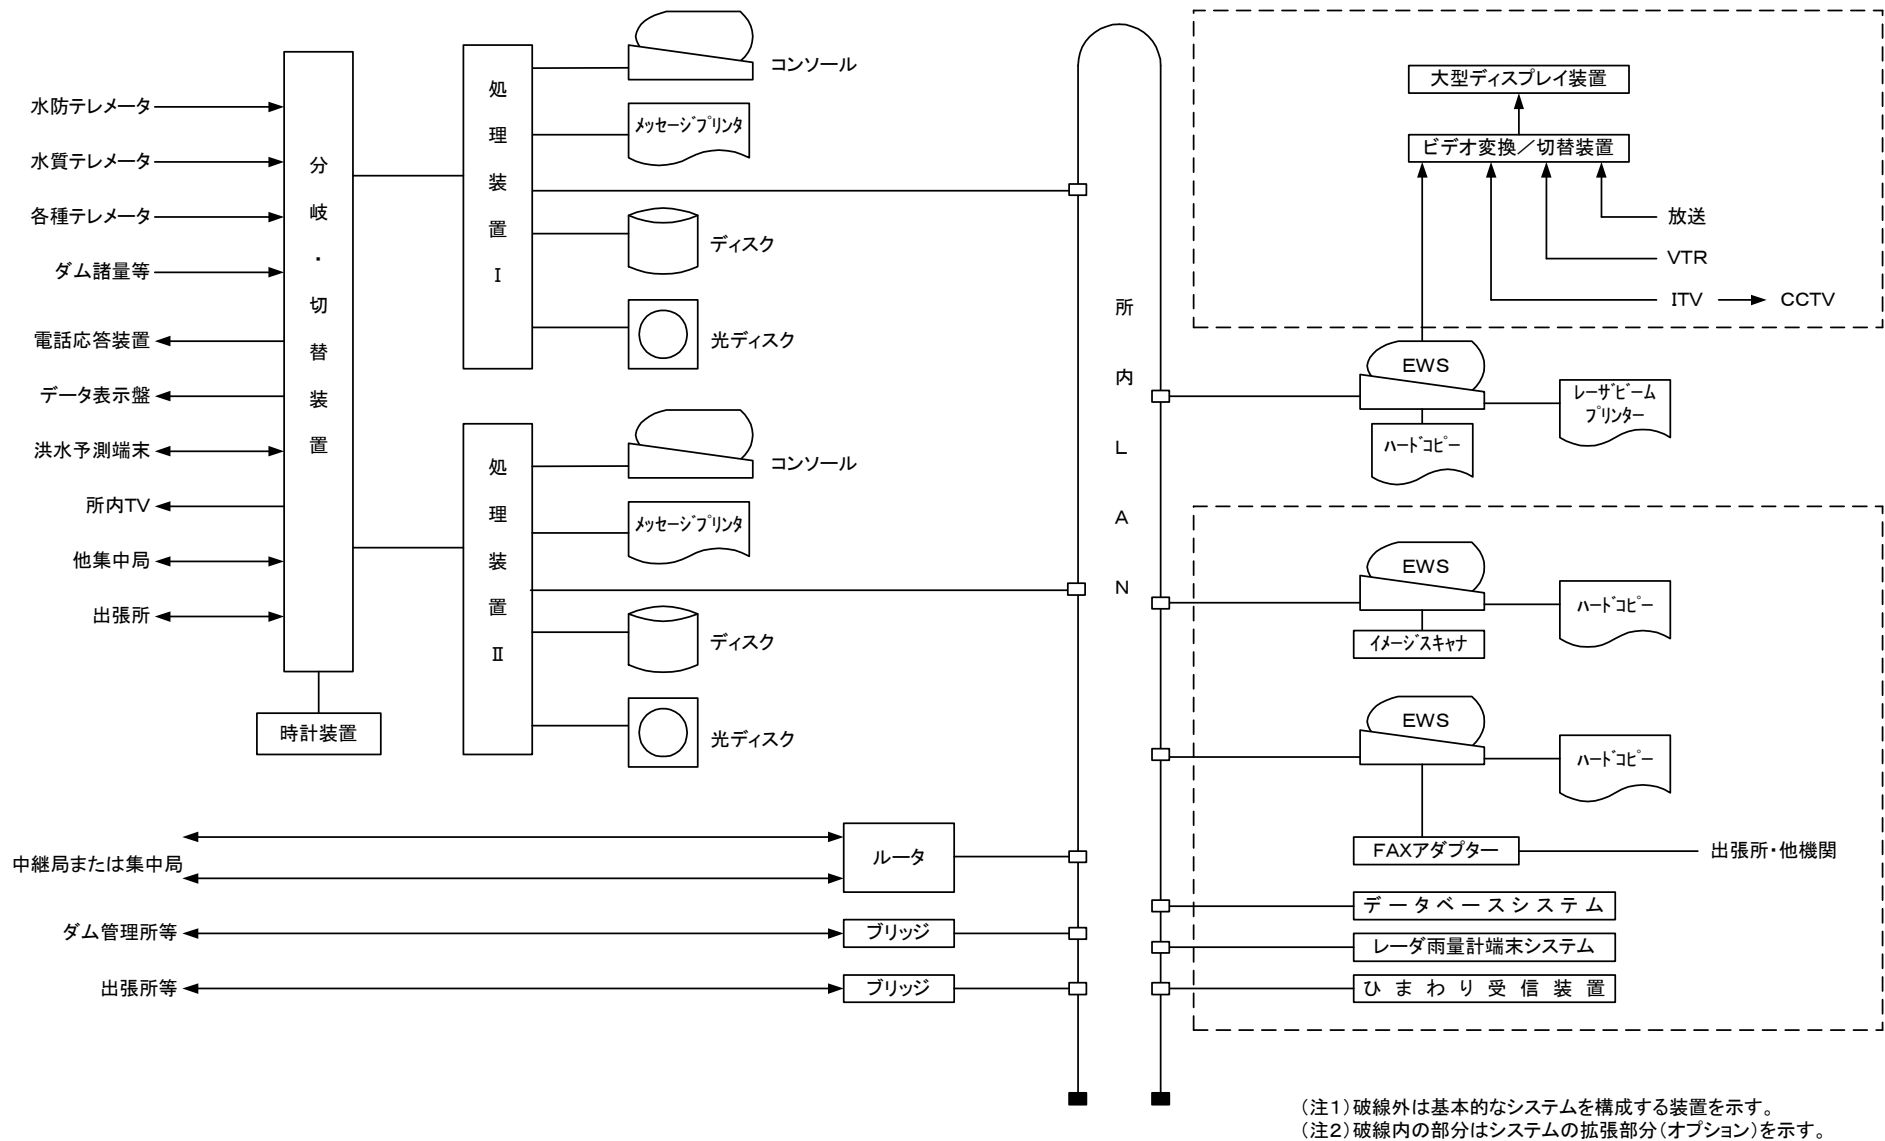 水防テレメータ
水質テレメータ
各種テレメータ
ダム諸量等
電話応答装置
データ表示盤
洪水予測端末
所内TV
他集中局
出張所
分岐・切替装置
時計装置
処理装置Ⅰ
コンソール
メッセージプリンタ
ディスク
光ディスク
処理装置Ⅱ
コンソール
メッセージプリンタ
ディスク
光ディスク
中継局または集中局
ルータ
ダム管理所等
ブリッジ
出張所等
ブリッジ
所内LAN
大型ディスプレイ装置
ビデオ変換／切替装置
放送
VTR
ITV
CCTV
EWS
レーザビーム
プリンター
ハードコピー
EWS
ハードコピー
イメージスキャナ
EWS
ハードコピー
FAXアダプター
出張所・他機関
データベースシステム
レーダ雨量計端末システム
ひまわり受信装置
（注１）破線外は基本的なシステムを構成する装置を示す。
（注２）破線内の部分はシステムの拡張部分（オプション）を示す。